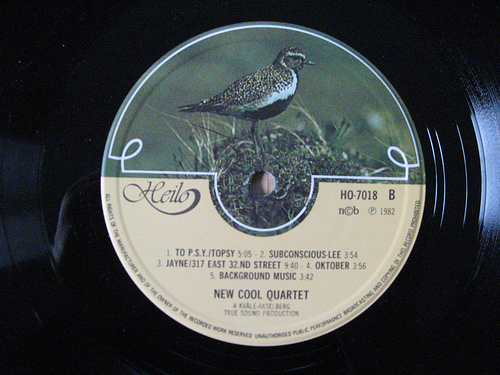 Heilo
HO-7018 B
n©b ℗ 1982
1. TO P.S.Y./TOPSY 5:05 - 2. SUBCONSCIOUS-LEE 3:54
3. JAYNE/317 EAST 32.ND STREET 9:40 - 4. OKTOBER 3:56
5. BACKGROUND MUSIC 3:42
NEW COOL QUARTET
A KVÅLE-AKSELBERG
TRUE SOUND PRODUCTION
ALL RIGHTS OF THE MANUFACTURER AND OF THE OWNER OF THE RECORDED WORK RESERVED UNAUTHORISED PUBLIC PERFORMANCE BROADCASTING AND COPYING OF THIS RECORD PROHIBITED